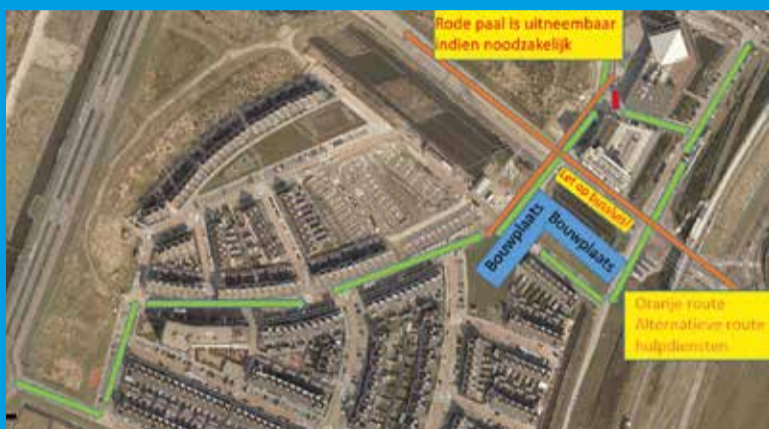 Rode paal is uitneembaar
indien noodzakelijk
Let op bussluis!
Bouwplaats
Bouwplaats
Oranje route
Alternatieve route
hulpdiensten